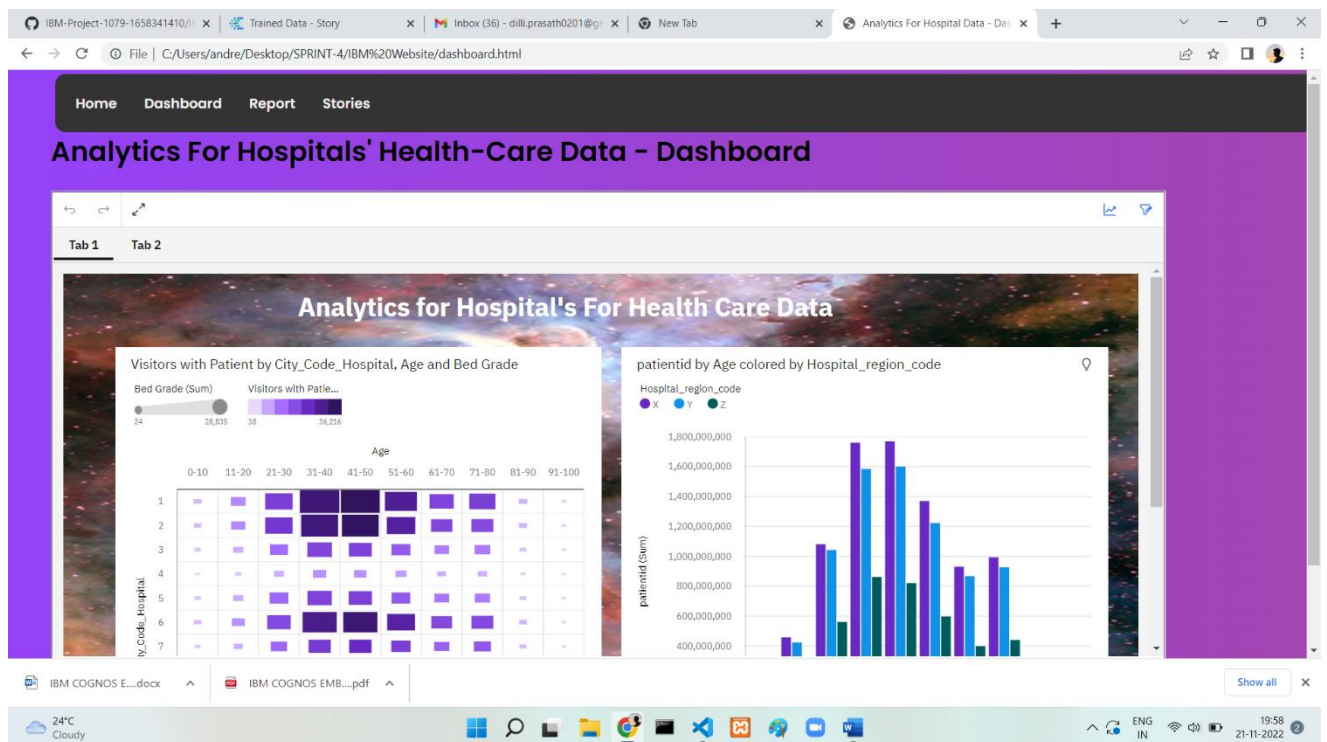 IBM-Project-1079-1658341410/I
Trained Data - Story
Inbox (36) - dilli.prasath0201@g
New Tab
Analytics For Hospital Data - Das
File | C:/Users/andre/Desktop/SPRINT-4/IBM%20Website/dashboard.html
Home Dashboard Report Stories
Analytics For Hospitals' Health-Care Data - Dashboard
Tab 1 Tab 2
Analytics for Hospital's For Health Care Data
Visitors with Patient by City_Code_Hospital, Age and Bed Grade
Bed Grade (Sum) Visitors with Patie...
24 28,835 38 36,216
Age
0-10 11-20 21-30 31-40 41-50 51-60 61-70 71-80 81-90 91-100
1
2
3
4
5
6
7
ty_Code_Hospital
patientid by Age colored by Hospital_region_code
Hospital_region_code
X Y Z
1,800,000,000
1,600,000,000
1,400,000,000
1,200,000,000
1,000,000,000
800,000,000
600,000,000
400,000,000
patientid (Sum)
IBM COGNOS E....docx
IBM COGNOS EMB....pdf
Show all
24°C
Cloudy
ENG
IN
19:58
21-11-2022
2